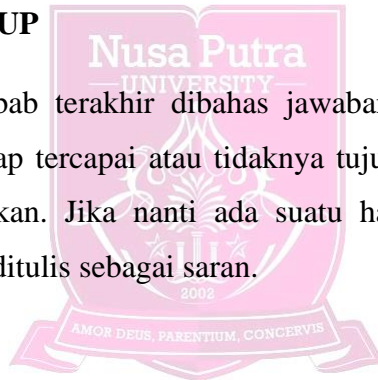 UP
Nusa Putra
UNIVERSITY
bab terakhir dibahas jawaban
ap tercapai atau tidaknya tuju
kan. Jika nanti ada suatu ha
ditulis sebagai saran.
2002
AMOR DEUS, PARENTIUM, CONCERVIS